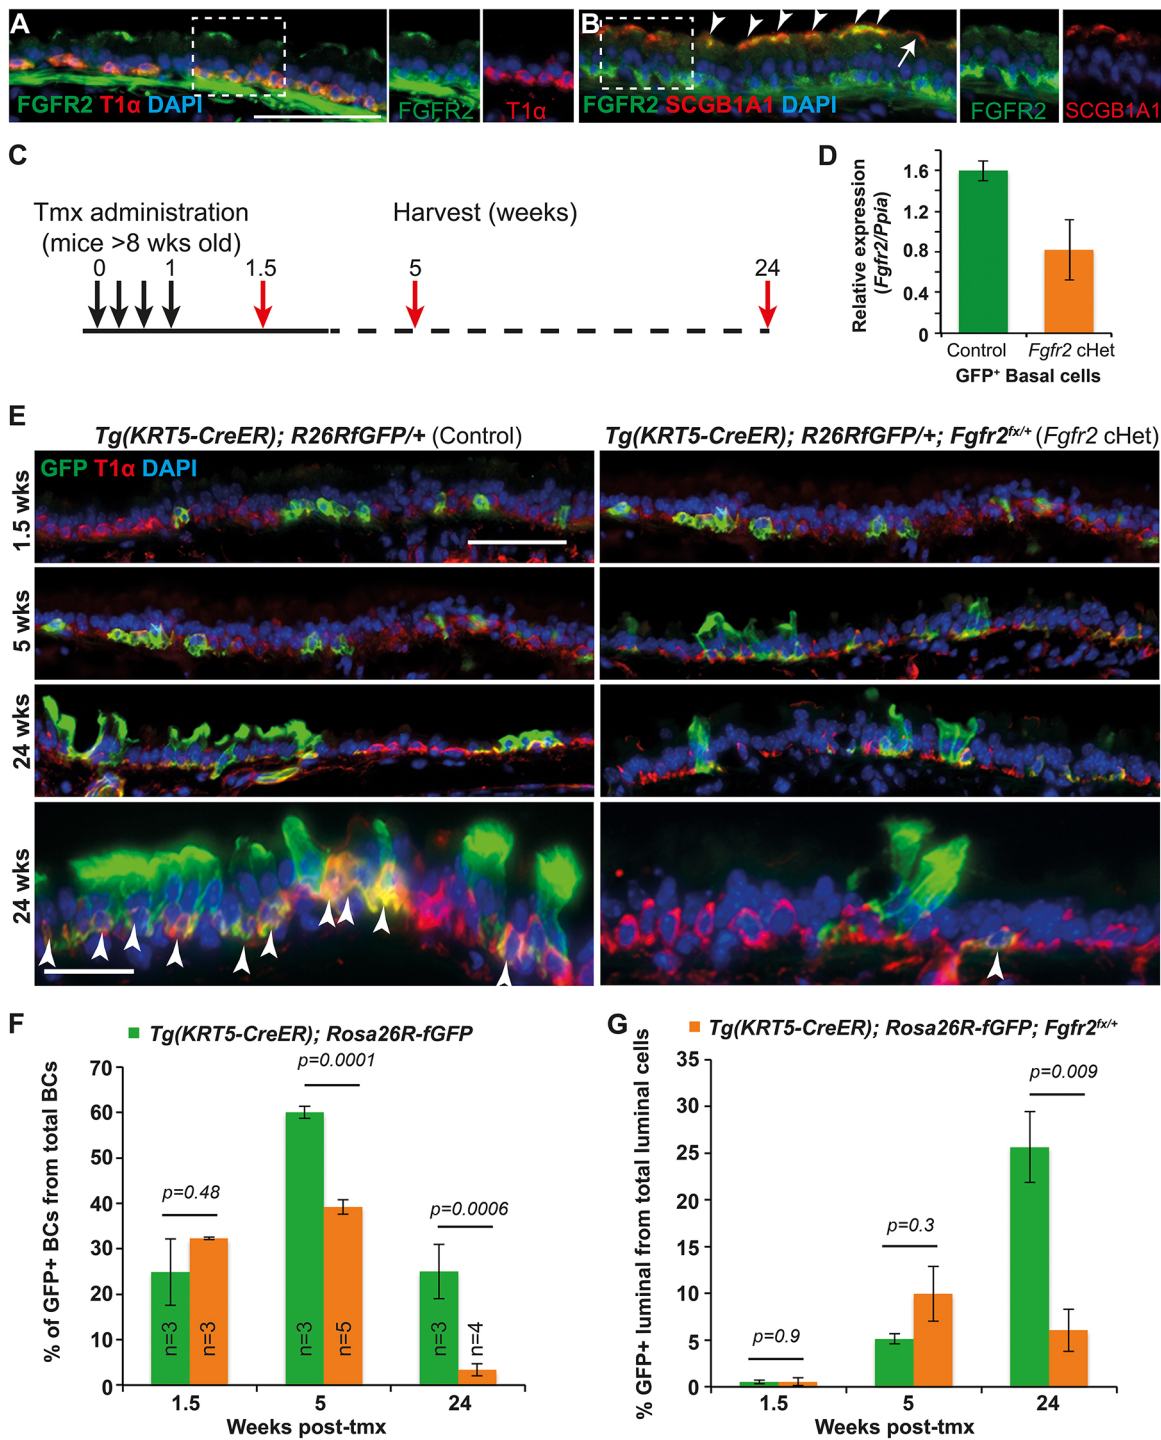 A
FGFR2 T1α DAPI
FGFR2
T1α
B
FGFR2 SCGB1A1 DAPI
FGFR2
SCGB1A1
C
Tmx administration
(mice >8 wks old)
Harvest (weeks)
0 1 1.5 5 24
D
Relative expression
(Fgfr2/Ppia)
1.6
1.2
0.8
0.4
0
Control Fgfr2 cHet
GFP+ Basal cells
E
Tg(KRT5-CreER); R26RfGFP/+ (Control)
Tg(KRT5-CreER); R26RfGFP/+; Fgfr2fx/+ (Fgfr2 cHet)
GFP T1α DAPI
1.5 wks
5 wks
24 wks
24 wks
F
Tg(KRT5-CreER); Rosa26R-fGFP
% of GFP+ BCs from total BCs
70
60
50
40
30
20
10
0
p=0.48
p=0.0001
p=0.0006
n=3
n=3
n=3
n=5
n=3
n=4
1.5 5 24
Weeks post-tmx
G
Tg(KRT5-CreER); Rosa26R-fGFP; Fgfr2fx/+
% GFP+ luminal from total luminal cells
35
30
25
20
15
10
5
0
p=0.9
p=0.3
p=0.009
1.5 5 24
Weeks post-tmx